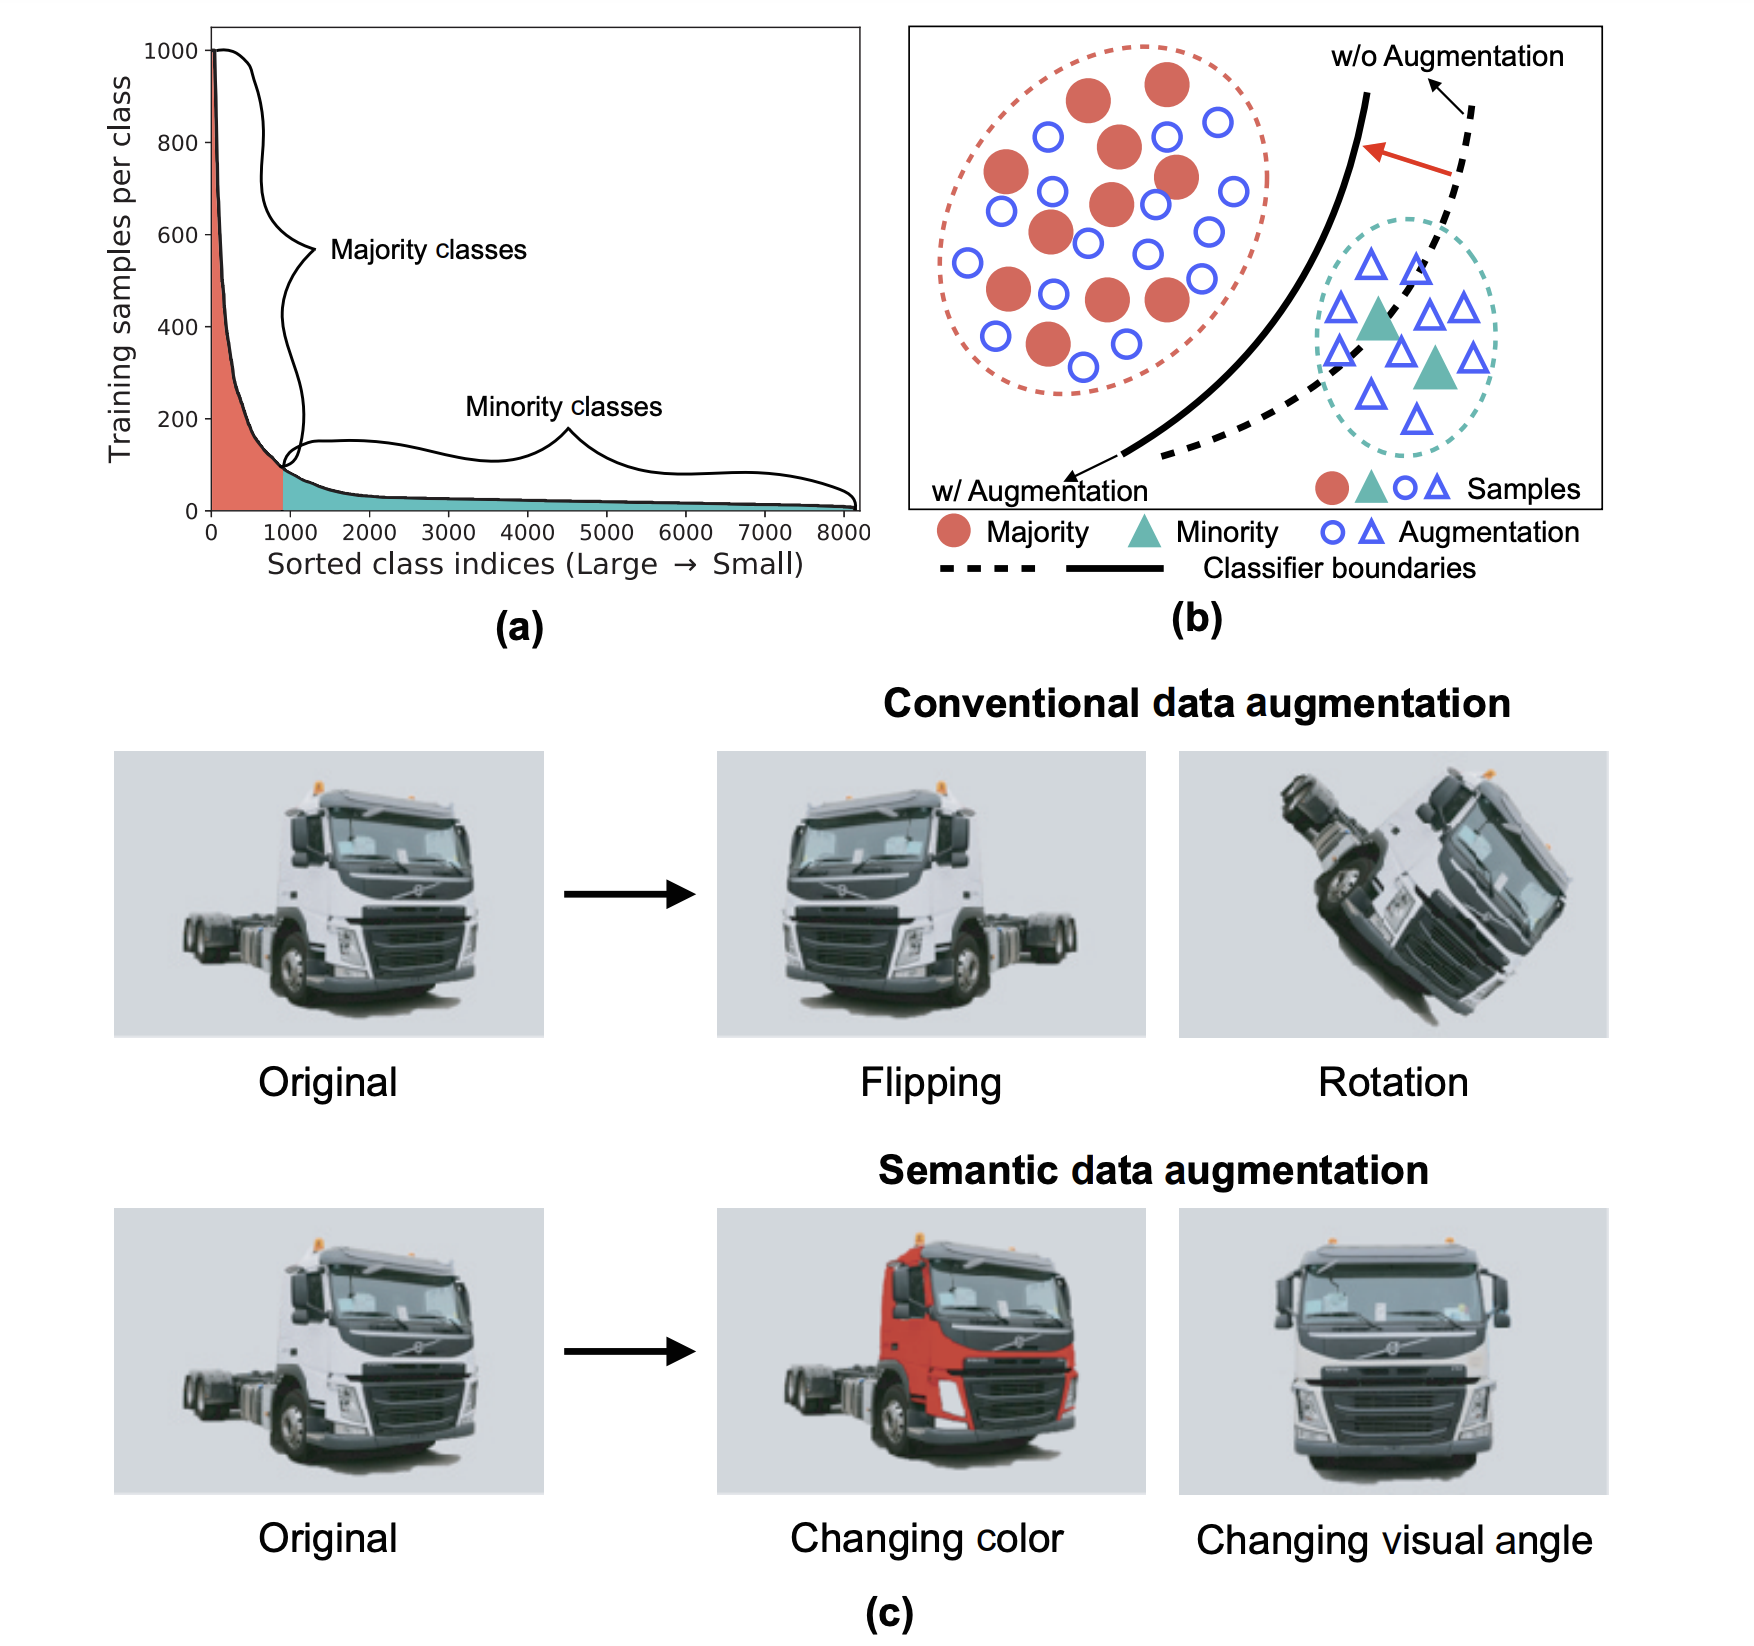 1000
800
600
400
200
0
Training samples per class
Majority classes
Minority classes
0 1000 2000 3000 4000 5000 6000 7000 8000
Sorted class indices (Large → Small)
(a)
w/o Augmentation
w/ Augmentation
Samples
Majority Minority Augmentation
Classifier boundaries
(b)
Conventional data augmentation
Original Flipping Rotation
Semantic data augmentation
Original Changing color Changing visual angle
(c)